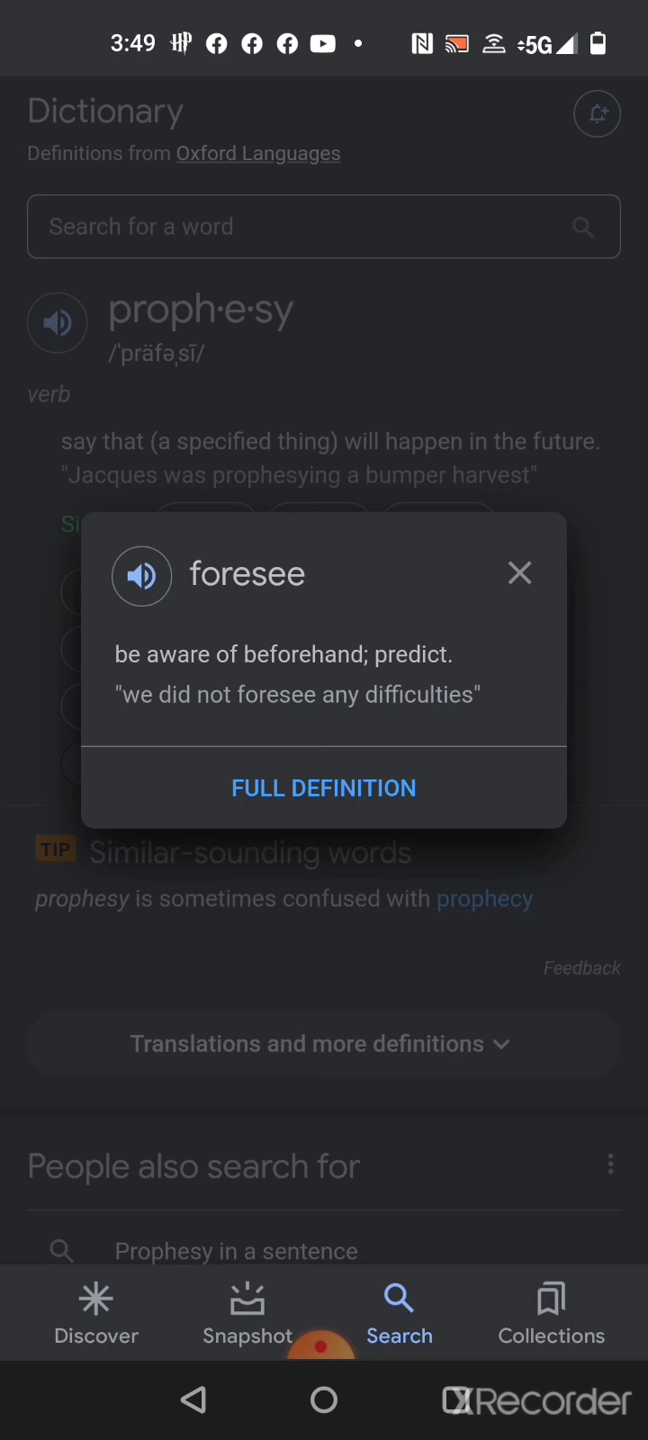 3:49
5G
Dictionary
Definitions from Oxford Languages
Search for a word
proph·e·sy
/ˈpräfəˌsī/
verb
say that (a specified thing) will happen in the future.
"Jacques was prophesying a bumper harvest"
Si
foresee
be aware of beforehand; predict.
"we did not foresee any difficulties"
FULL DEFINITION
TIP Similar-sounding words
prophesy is sometimes confused with prophecy
Feedback
Translations and more definitions
People also search for
Prophesy in a sentence
Discover Snapshot Search Collections
XRecorder